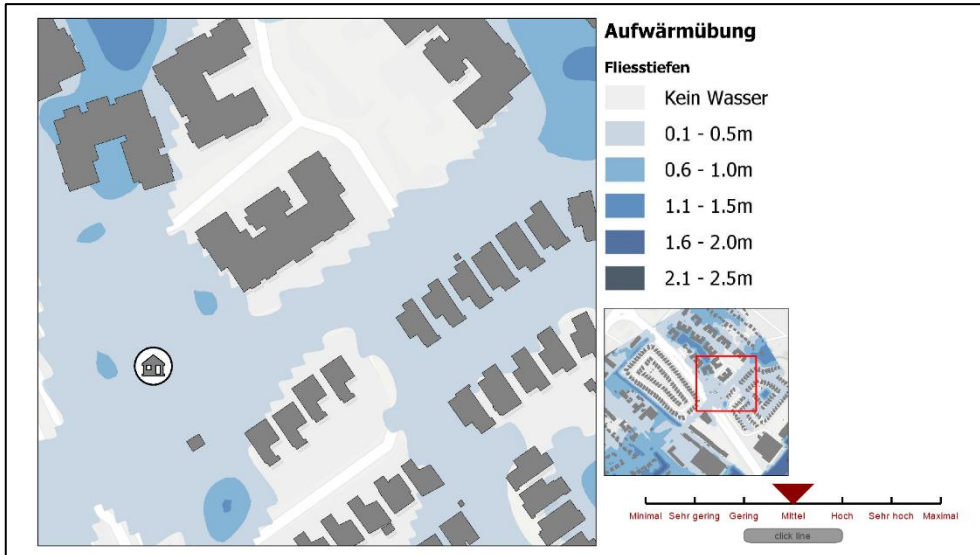 Aufwärmübung
Fliesstiefen
Kein Wasser
0.1 - 0.5m
0.6 - 1.0m
1.1 - 1.5m
1.6 - 2.0m
2.1 - 2.5m
Minimal Sehr gering Gering Mittel Hoch Sehr hoch Maximal
click line